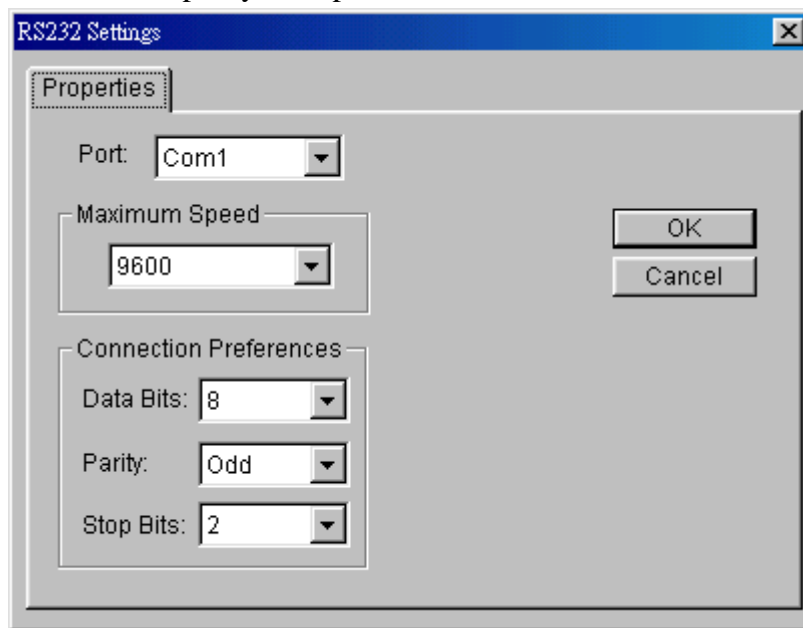 RS232 Settings
Properties
Port: Com1
Maximum Speed
9600
OK
Cancel
Connection Preferences
Data Bits: 8
Parity: Odd
Stop Bits: 2